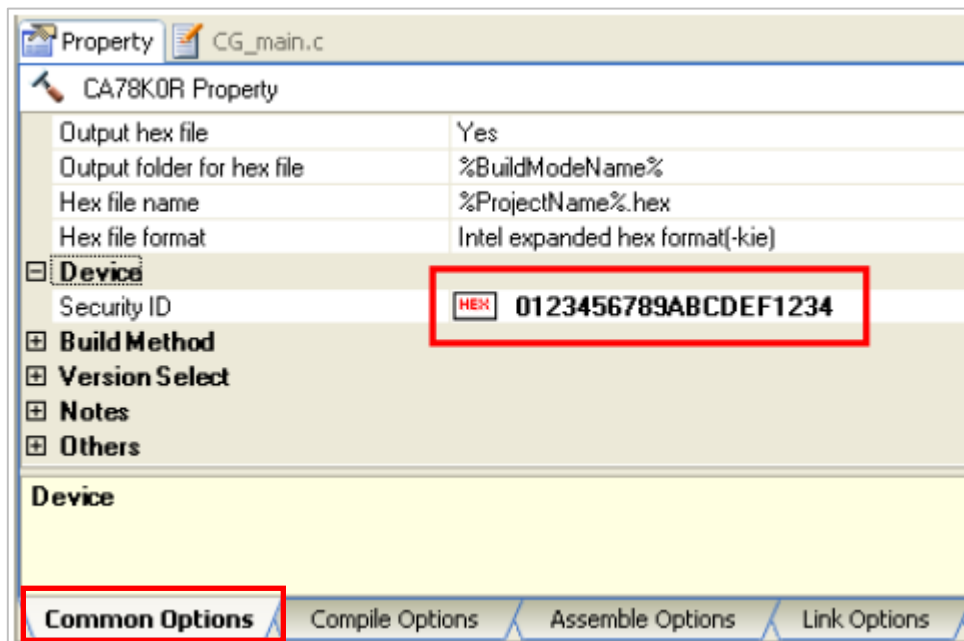 Property CG_main.c
CA78K0R Property
Output hex file Yes
Output folder for hex file %BuildModeName%
Hex file name %ProjectName%.hex
Hex file format Intel expanded hex format(-kie)
Device
Security ID HEX 0123456789ABCDEF1234
Build Method
Version Select
Notes
Others
Device
Common Options Compile Options Assemble Options Link Options